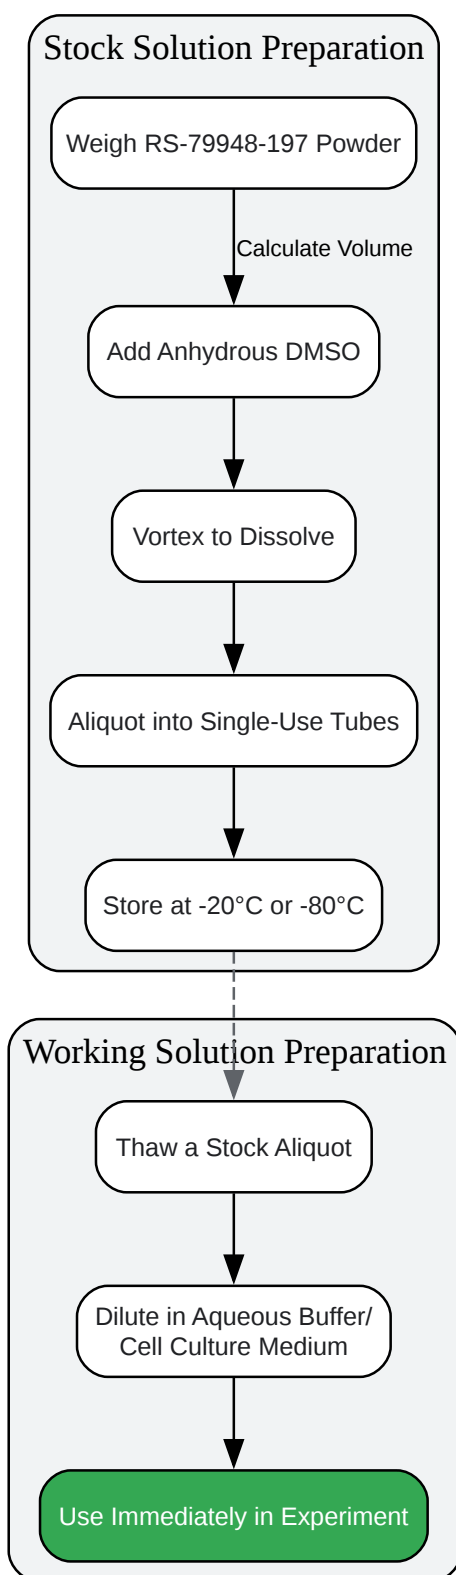 Stock Solution Preparation
Weigh RS-79948-197 Powder
Calculate Volume
Add Anhydrous DMSO
Vortex to Dissolve
Aliquot into Single-Use Tubes
Store at -20°C or -80°C
Working Solution Preparation
Thaw a Stock Aliquot
Dilute in Aqueous Buffer/
Cell Culture Medium
Use Immediately in Experiment